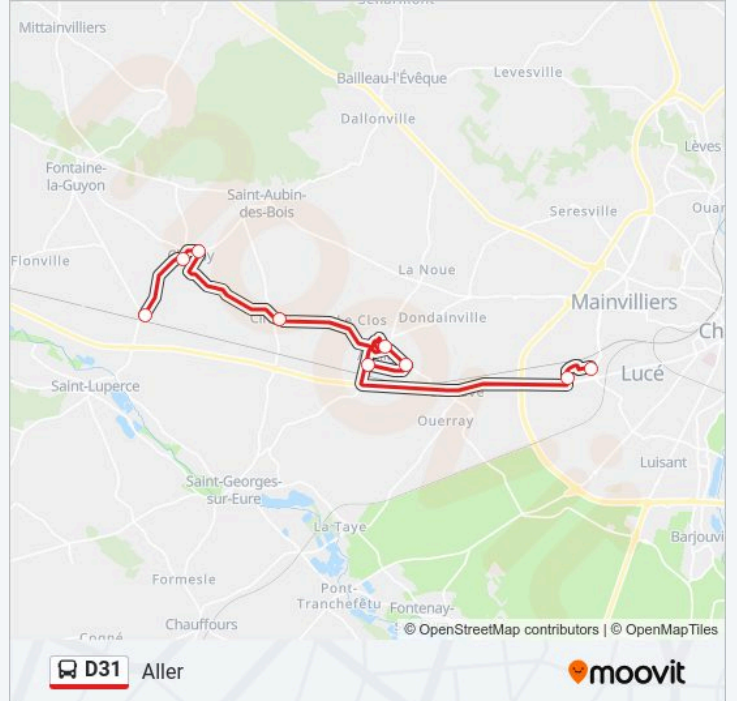 Mittainvilliers
Bailleau-l'Évêque
Levesville
Dallonville
Lèves
Fontaine-
la-Guyon
Saint-Aubin-
des-Bois
Seresville
Flonville
La Noue
Mainvilliers
Le Clos
Dondainville
Lucé
Saint-Luperce
Ouerray
Luisant
Saint-Georges-
sur-Eure
La Taye
Formesle
Pont-
Tranchefétu
Fontenay-
Chauffours
© OpenStreetMap contributors | © OpenMapTiles
D31 Aller
moovit